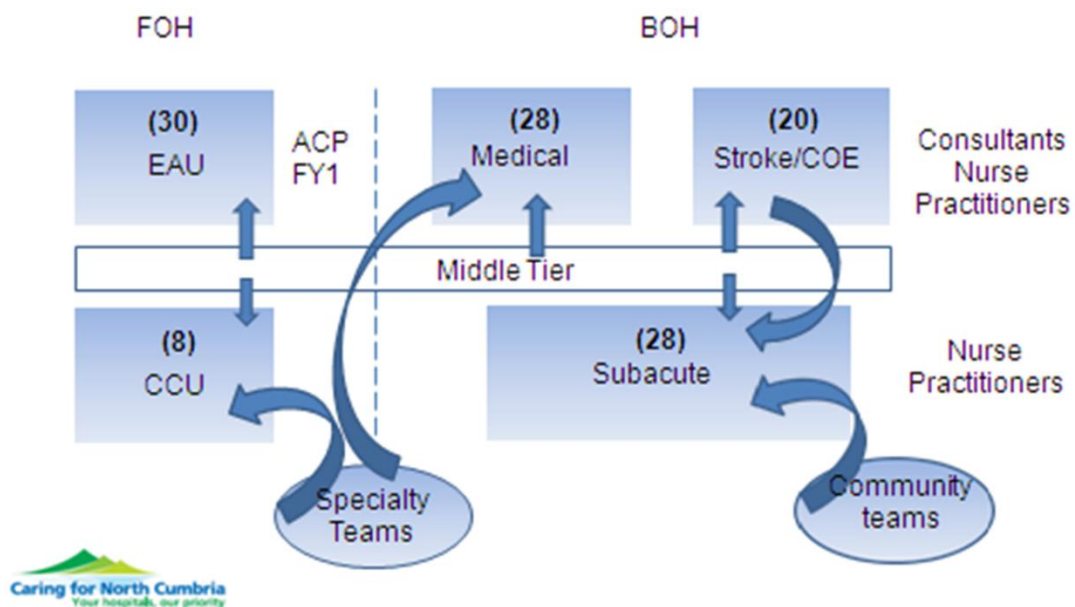 FOH
BOH
(30)
EAU
ACP
FY1
(28)
Medical
(20)
Stroke/COE
Consultants
Nurse
Practitioners
Middle Tier
(8)
CCU
(28)
Subacute
Nurse
Practitioners
Specialty
Teams
Community
teams
Caring for North Cumbria
Your hospitals, our priority